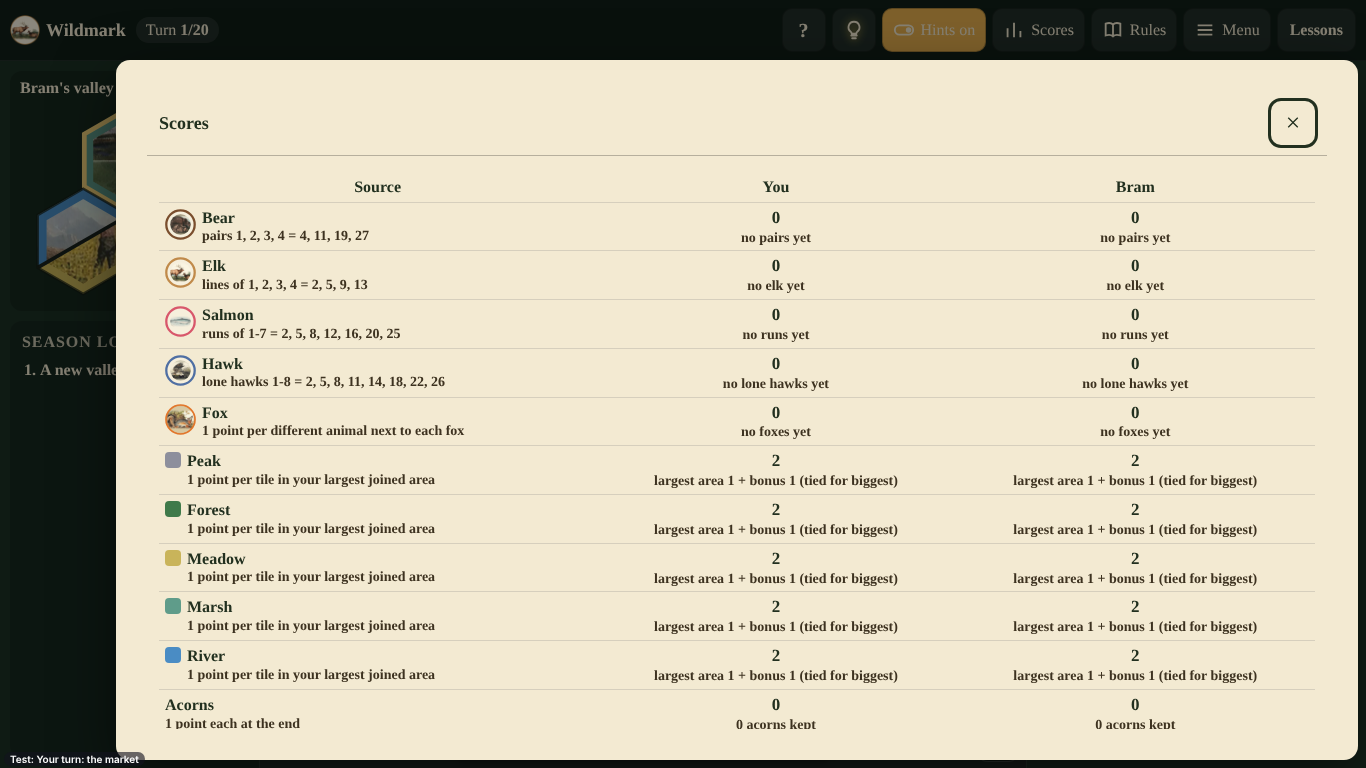 Wildmark
Turn 1/20
?
Hints on
Scores
Rules
Menu
Lessons
Bram's valley
SEASON
1. A new
Scores
×
Source You Bram
Bear 0 0
pairs 1, 2, 3, 4 = 4, 11, 19, 27 no pairs yet no pairs yet
Elk 0 0
lines of 1, 2, 3, 4 = 2, 5, 9, 13 no elk yet no elk yet
Salmon 0 0
runs of 1-7 = 2, 5, 8, 12, 16, 20, 25 no runs yet no runs yet
Hawk 0 0
lone hawks 1-8 = 2, 5, 8, 11, 14, 18, 22, 26 no lone hawks yet no lone hawks yet
Fox 0 0
1 point per different animal next to each fox no foxes yet no foxes yet
Peak 2 2
1 point per tile in your largest joined area largest area 1 + bonus 1 (tied for biggest) largest area 1 + bonus 1 (tied for biggest)
Forest 2 2
1 point per tile in your largest joined area largest area 1 + bonus 1 (tied for biggest) largest area 1 + bonus 1 (tied for biggest)
Meadow 2 2
1 point per tile in your largest joined area largest area 1 + bonus 1 (tied for biggest) largest area 1 + bonus 1 (tied for biggest)
Marsh 2 2
1 point per tile in your largest joined area largest area 1 + bonus 1 (tied for biggest) largest area 1 + bonus 1 (tied for biggest)
River 2 2
1 point per tile in your largest joined area largest area 1 + bonus 1 (tied for biggest) largest area 1 + bonus 1 (tied for biggest)
Acorns 0 0
1 point each at the end 0 acorns kept 0 acorns kept
Test: Your turn: the market